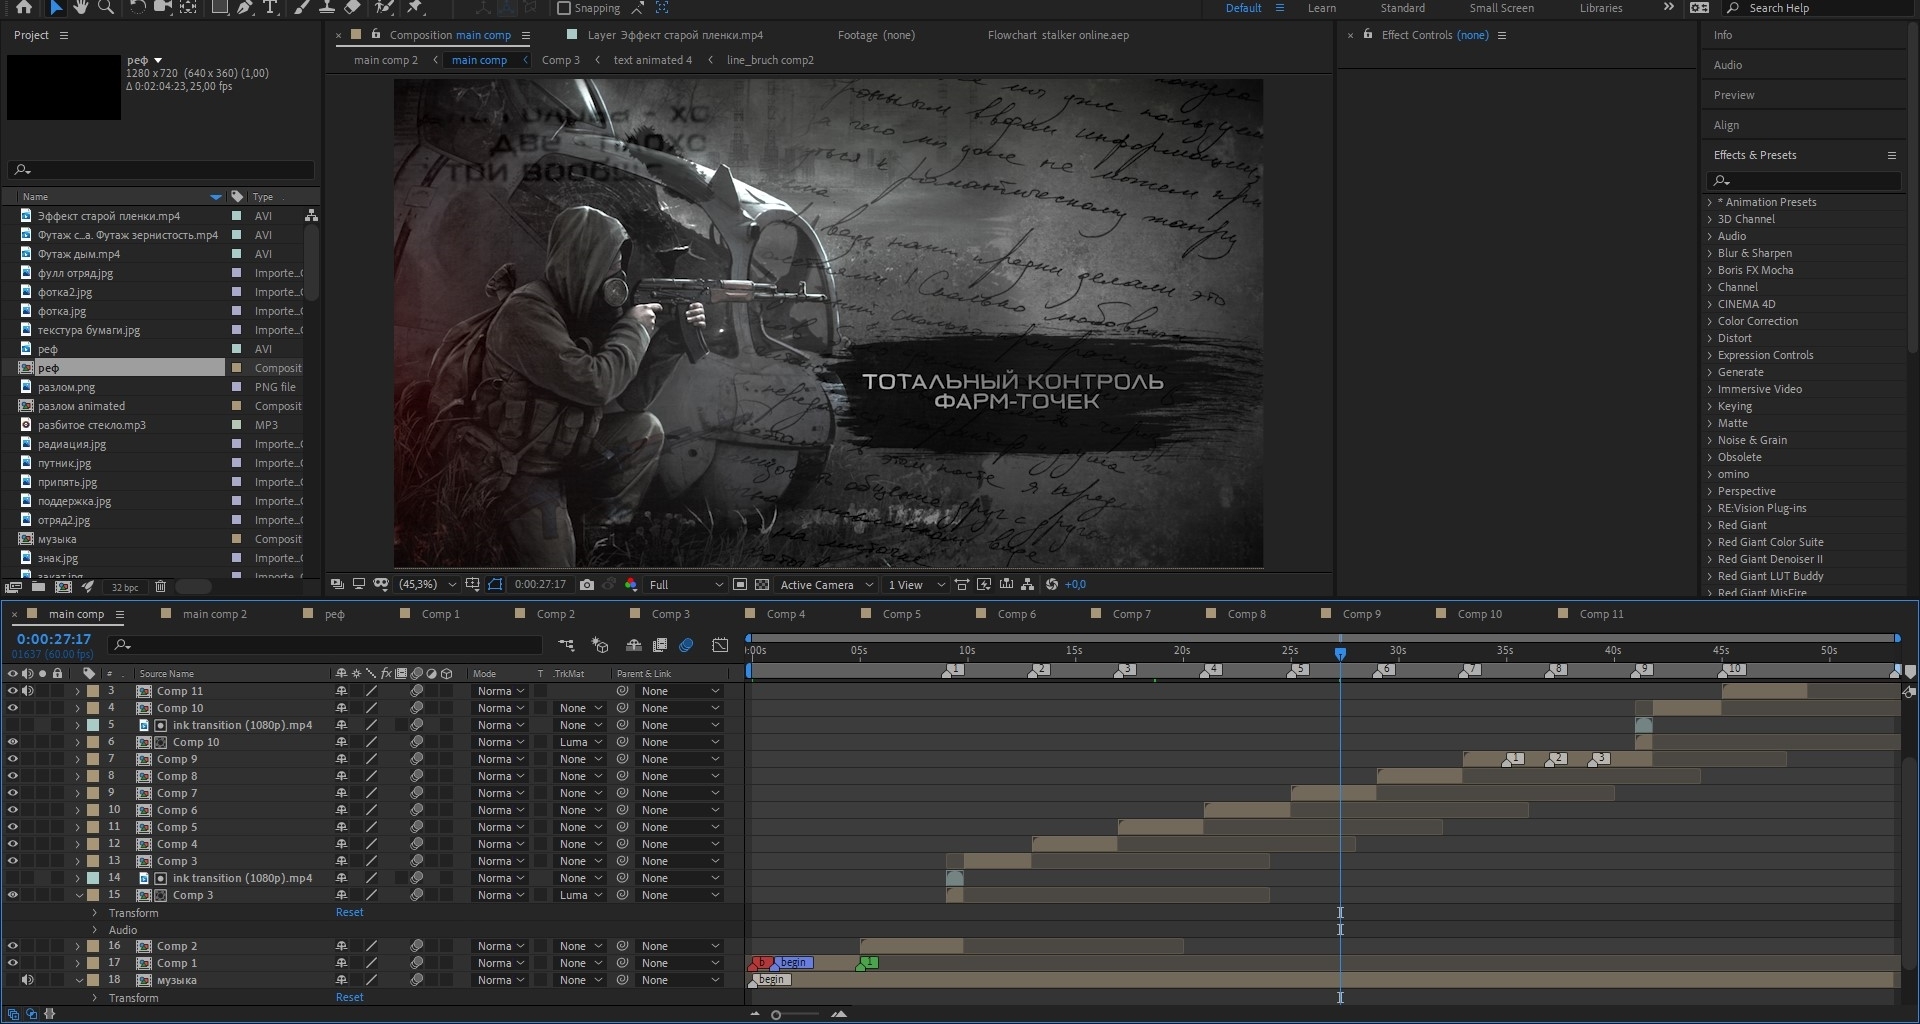 Snapping
Default
Learn
Standard
Small Screen
Libraries
Search Help
Project
реф
1280 x 720 (640 x 360) (1,00)
Δ 0:02:04:23, 25,00 fps
Name
Type
Эффект старой пленки.mp4 AVI
Футаж с...а. Футаж зернистость.mp4 AVI
Футаж дым.mp4 AVI
фулл отряд.jpg Importe...
фотка2.jpg Importe...
фотка.jpg Importe...
текстура бумаги.jpg Importe...
реф AVI
реф Composit
разлом.png PNG file
разлом animated Composit
разбитое стекло.mp3 MP3
радиация.jpg Importe...
путник.jpg Importe...
припять.jpg Importe...
поддержка.jpg Importe...
отряд2.jpg Importe...
музыка Composit
знак.jpg Importe...
закат.jpg
32 bpc
Composition main comp
Layer Эффект старой пленки.mp4
Footage (none)
Flowchart stalker online.aep
main comp 2
main comp
Comp 3
text animated 4
line_bruch comp2
ТОТАЛЬНЫЙ КОНТРОЛЬ
ФАРМ-ТОЧЕК
(45,3%)
0:00:27:17
Full
Active Camera
1 View
+0,0
Effect Controls (none)
Info
Audio
Preview
Align
Effects & Presets
* Animation Presets
3D Channel
Audio
Blur & Sharpen
Boris FX Mocha
Channel
CINEMA 4D
Color Correction
Distort
Expression Controls
Generate
Immersive Video
Keying
Matte
Noise & Grain
Obsolete
omino
Perspective
RE:Vision Plug-ins
Red Giant
Red Giant Color Suite
Red Giant Denoiser II
Red Giant LUT Buddy
Red Giant MisFire
main comp
main comp 2
реф
Comp 1
Comp 2
Comp 3
Comp 4
Comp 5
Comp 6
Comp 7
Comp 8
Comp 9
Comp 10
Comp 11
0:00:27:17
01637 (60.00 fps)
:00s 05s 10s 15s 20s 25s 30s 35s 40s 45s 50s
1 2 3 4 5 6 7 8 9 10
# Source Name fx Mode T .TrkMat Parent & Link
3 Comp 11 Norma None
4 Comp 10 Norma None None
5 ink transition (1080p).mp4 Norma None None
6 Comp 10 Norma Luma None
7 Comp 9 Norma None None 1 2 3
8 Comp 8 Norma None None
9 Comp 7 Norma None None
10 Comp 6 Norma None None
11 Comp 5 Norma None None
12 Comp 4 Norma None None
13 Comp 3 Norma None None
14 ink transition (1080p).mp4 Norma None None
15 Comp 3 Norma Luma None
Transform Reset
Audio
16 Comp 2 Norma None None
17 Comp 1 Norma None None b begin 1
18 музыка Norma None None begin
Transform Reset